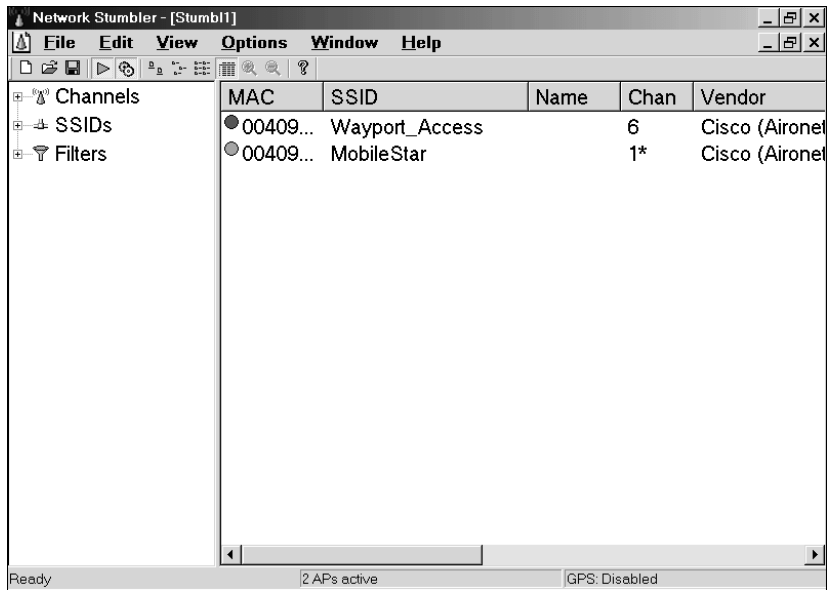 Network Stumbler - [Stumbl1]
File Edit View Options Window Help
Channels
SSIDs
Filters
MAC SSID Name Chan Vendor
00409... Wayport_Access 6 Cisco (Aironet
00409... MobileStar 1* Cisco (Aironet
Ready 2 APs active GPS: Disabled